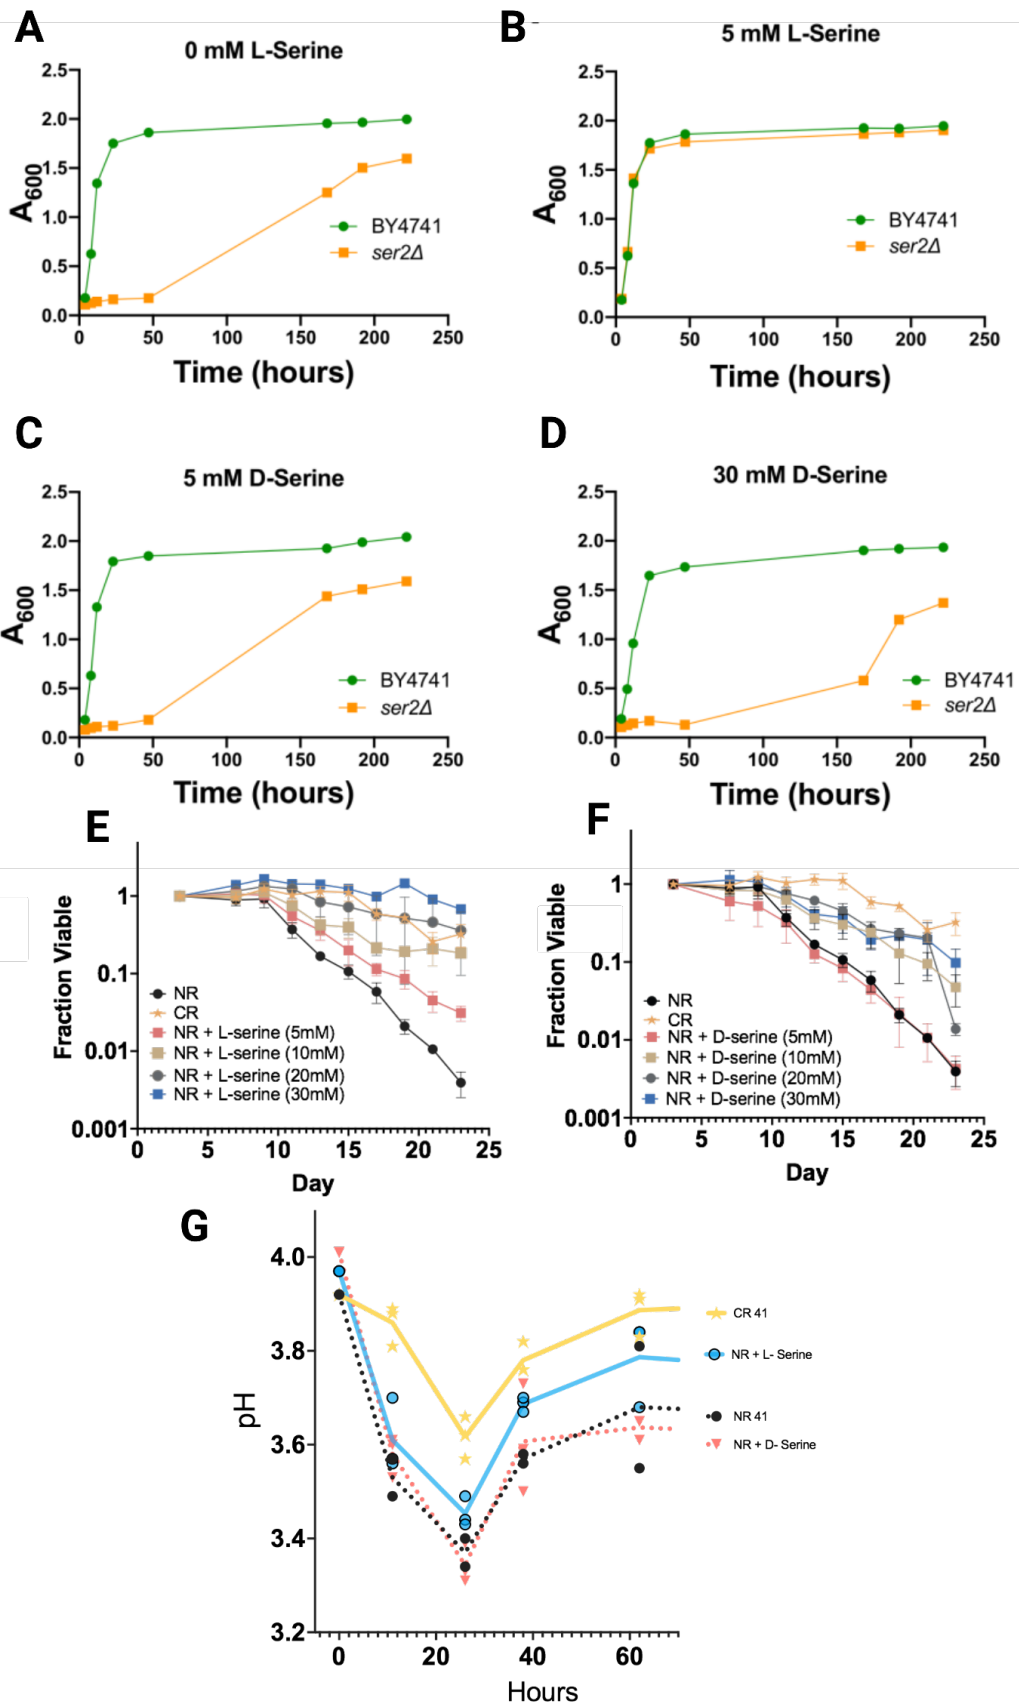 A
0 mM L-Serine
2.5
2.0
1.5
1.0
0.5
0.0
0 50 100 150 200 250
A600
Time (hours)
BY4741
ser2Δ
B
5 mM L-Serine
2.5
2.0
1.5
1.0
0.5
0.0
0 50 100 150 200 250
A600
Time (hours)
BY4741
ser2Δ
C
5 mM D-Serine
2.5
2.0
1.5
1.0
0.5
0.0
0 50 100 150 200 250
A600
Time (hours)
BY4741
ser2Δ
D
30 mM D-Serine
2.5
2.0
1.5
1.0
0.5
0.0
0 50 100 150 200 250
A600
Time (hours)
BY4741
ser2Δ
E
Fraction Viable
1
0.1
0.01
0.001
0 5 10 15 20 25
Day
NR
CR
NR + L-serine (5mM)
NR + L-serine (10mM)
NR + L-serine (20mM)
NR + L-serine (30mM)
F
Fraction Viable
1
0.1
0.01
0.001
0 5 10 15 20 25
Day
NR
CR
NR + D-serine (5mM)
NR + D-serine (10mM)
NR + D-serine (20mM)
NR + D-serine (30mM)
G
pH
4.0
3.8
3.6
3.4
3.2
0 20 40 60
Hours
CR 41
NR + L- Serine
NR 41
NR + D- Serine